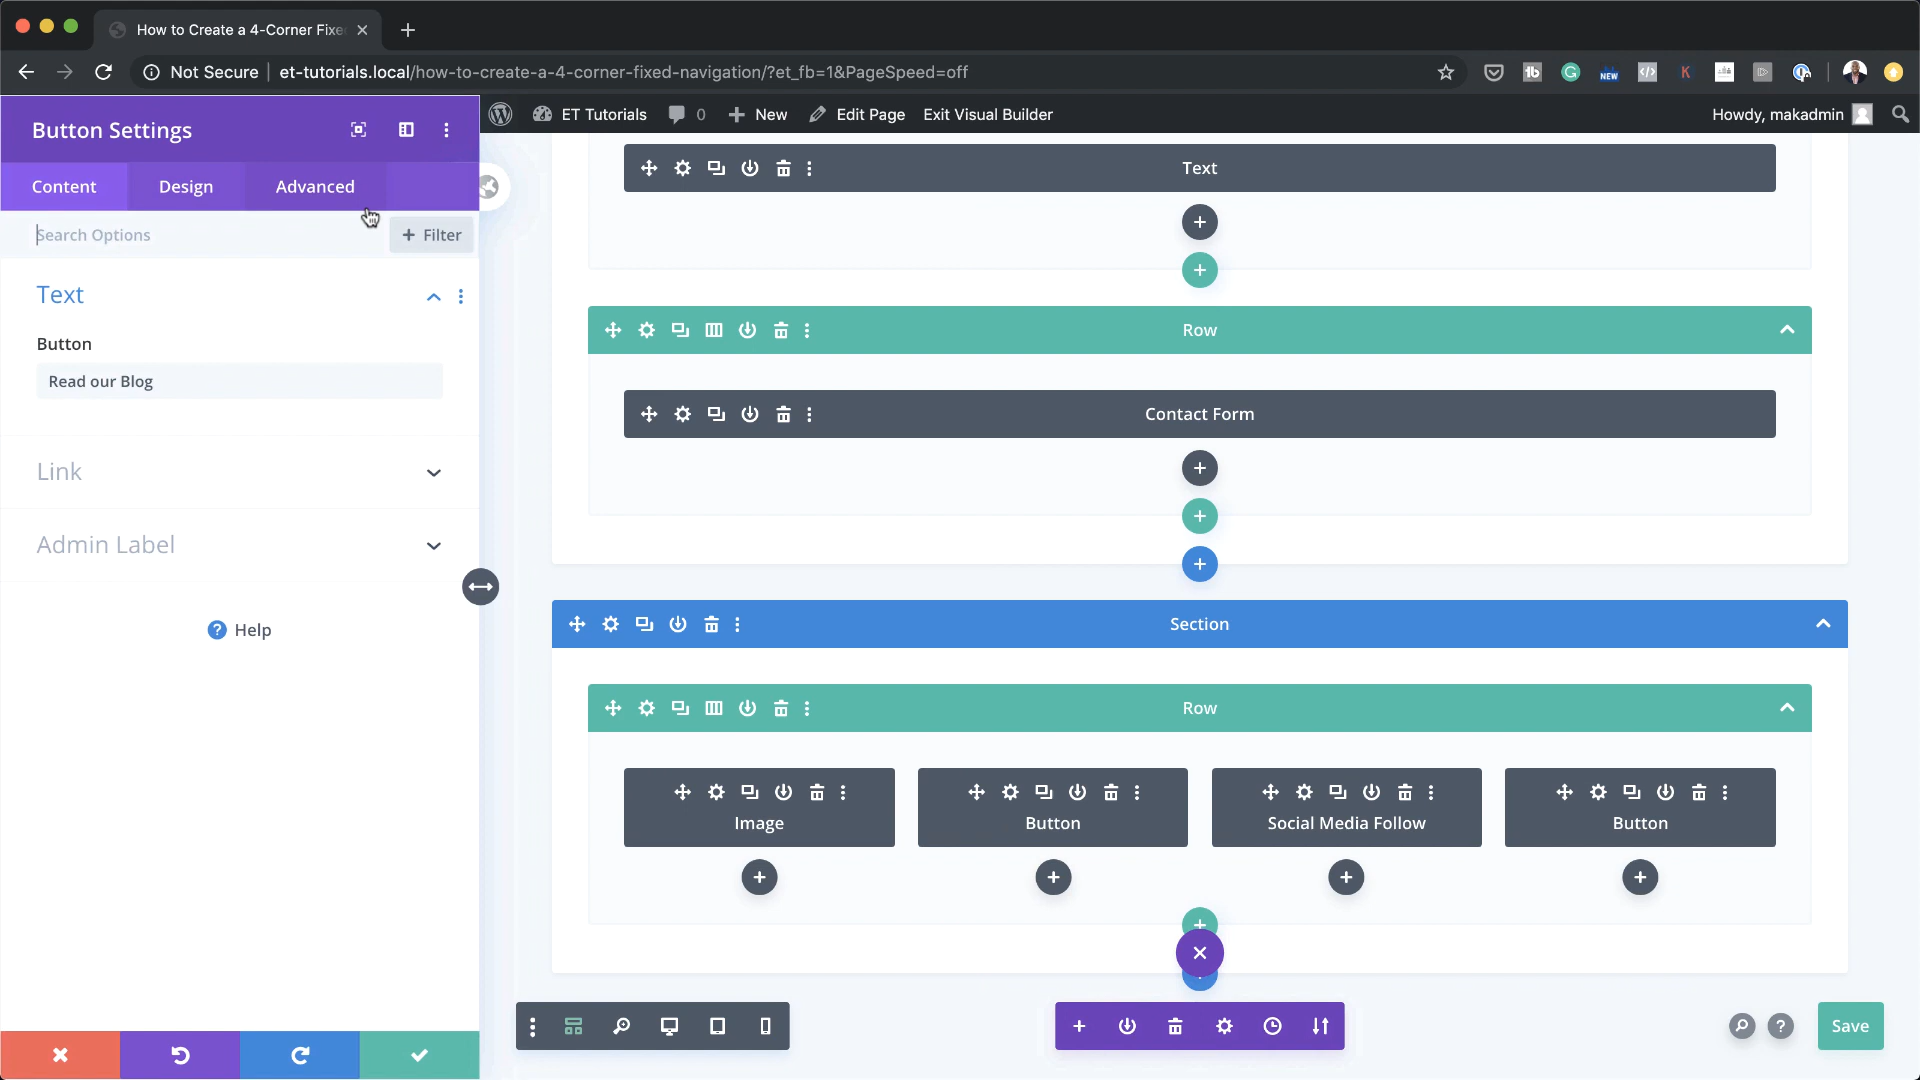 How to Create a 4-Corner Fixe
Not Secure
et-tutorials.local/how-to-create-a-4-corner-fixed-navigation/?et_fb=1&PageSpeed=off
NEW
ET Tutorials
0
New
Edit Page
Exit Visual Builder
Howdy, makadmin
Button Settings
Content
Design
Advanced
Search Options
+ Filter
Text
Button
Read our Blog
Link
Admin Label
Help
Text
Row
Contact Form
Section
Row
Image
Button
Social Media Follow
Button
Save